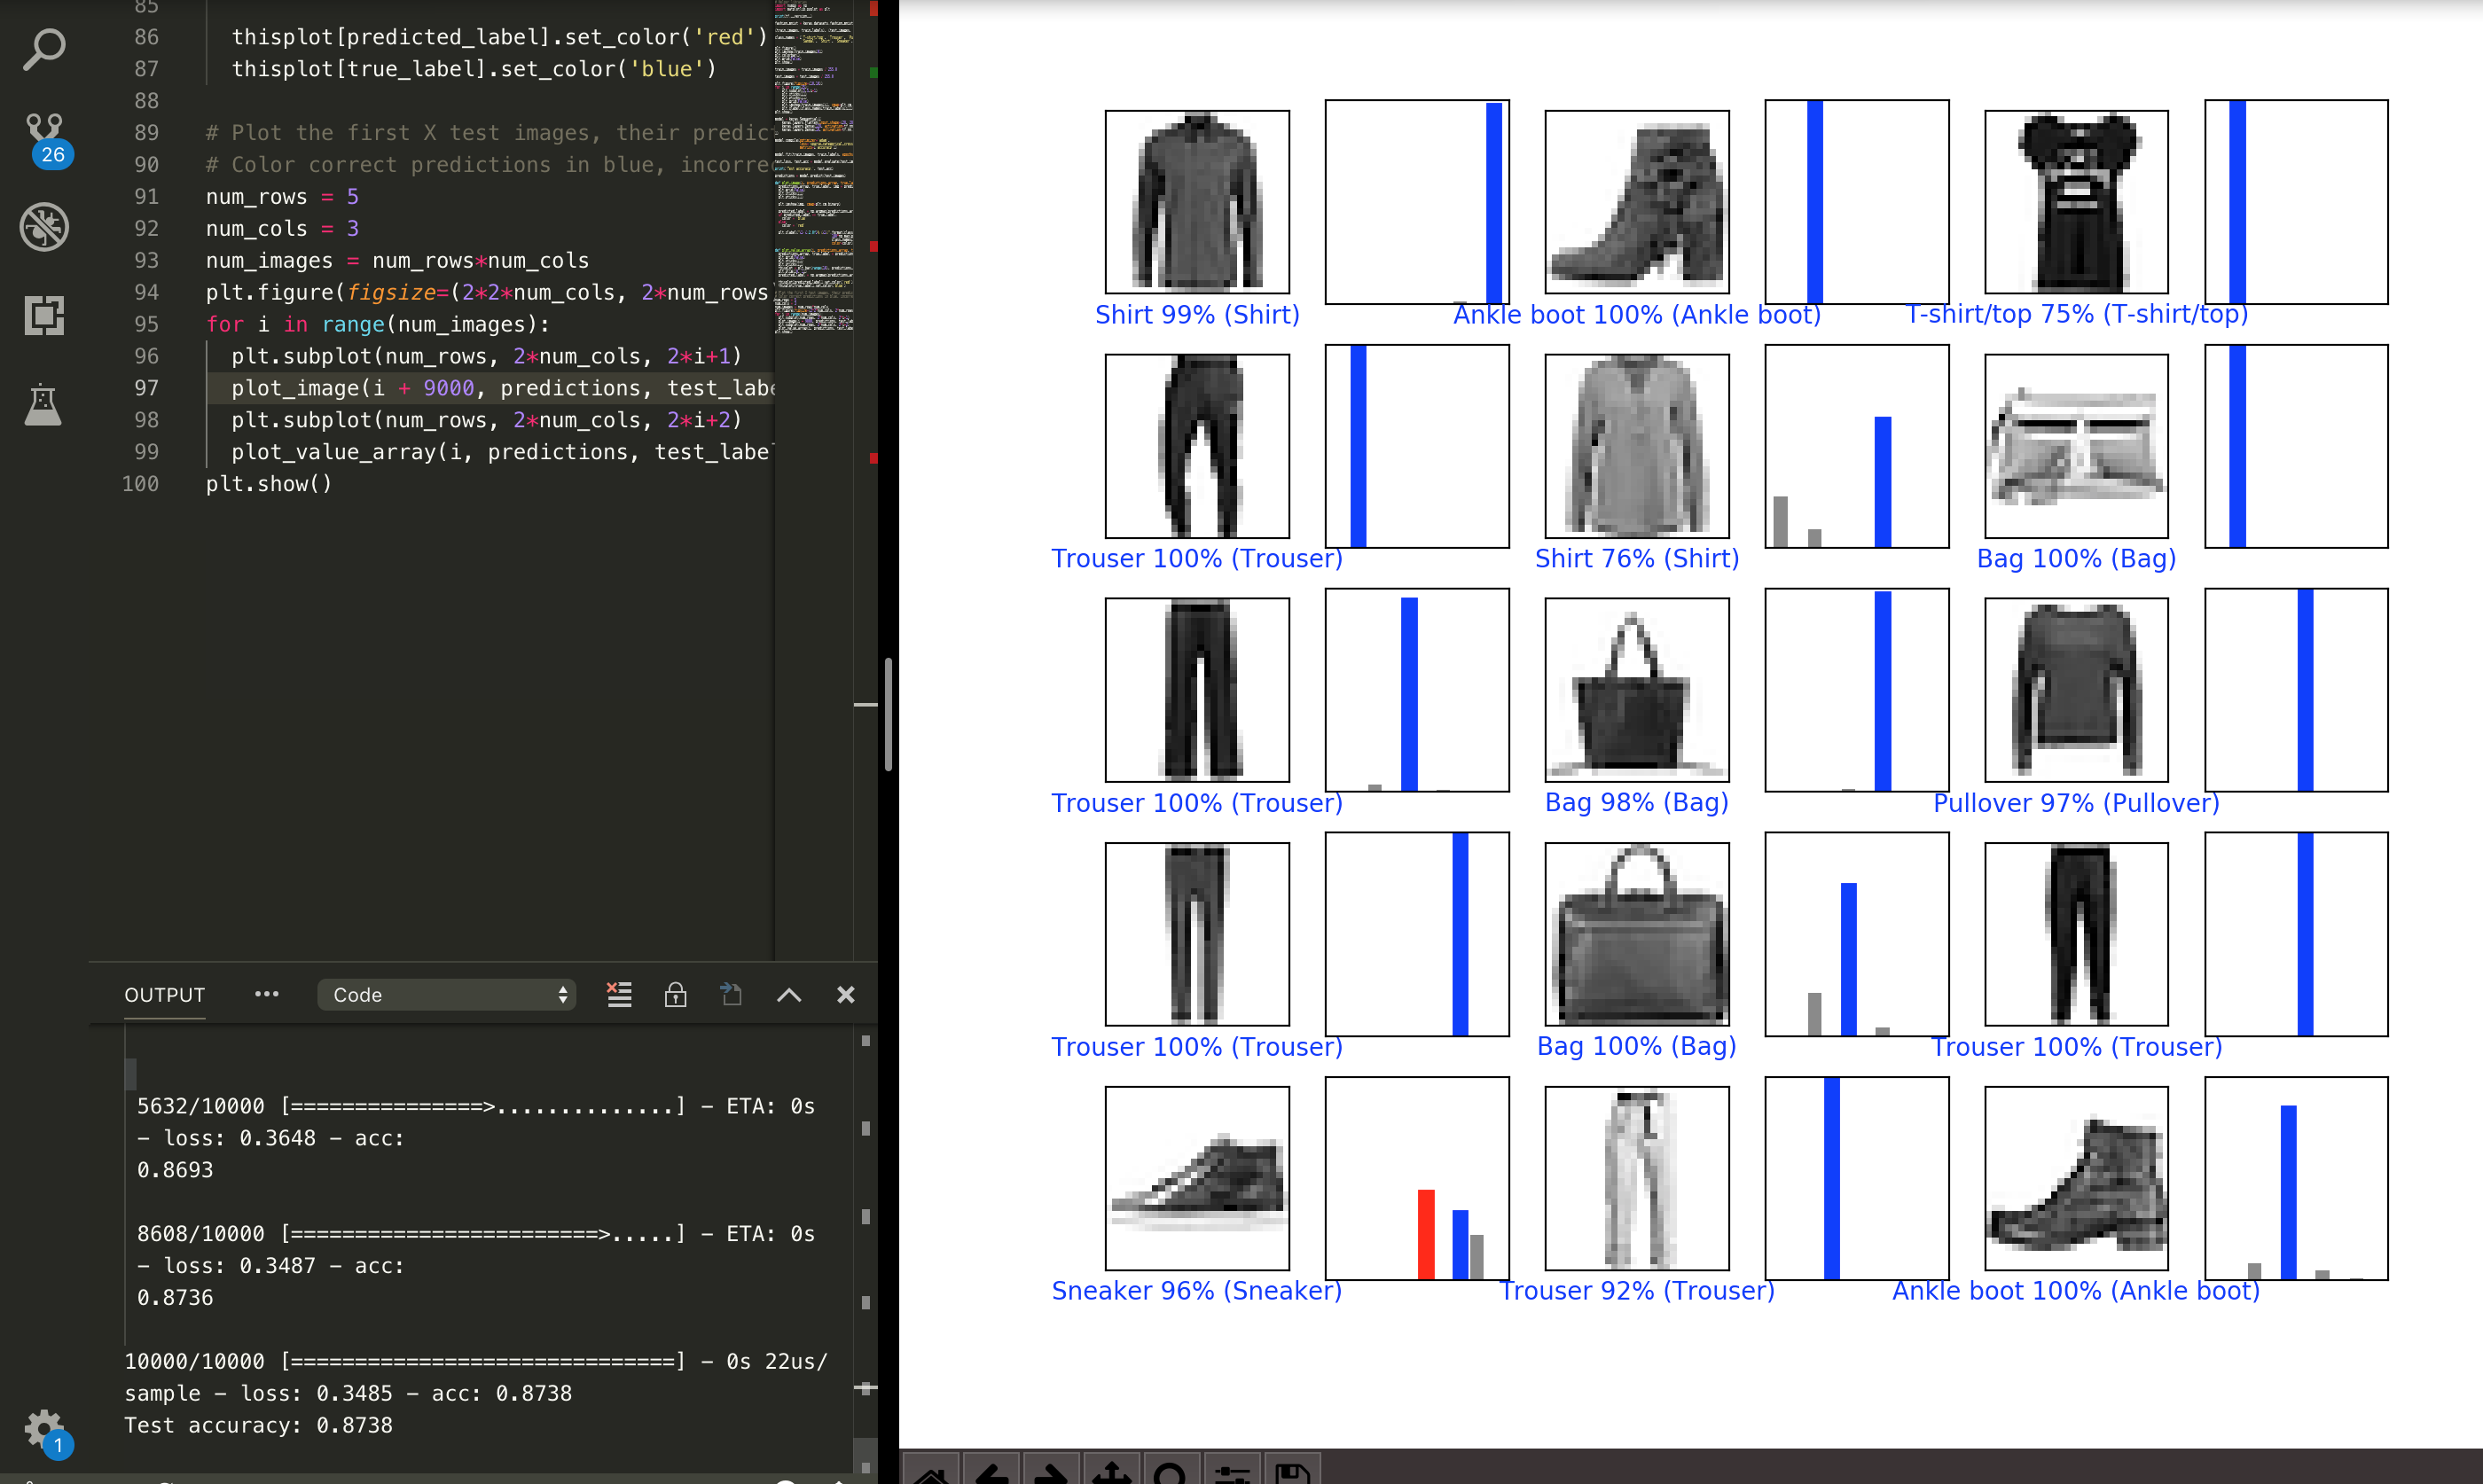 85
86 thisplot[predicted_label].set_color('red')
87 thisplot[true_label].set_color('blue')
88
89 # Plot the first X test images, their predic
90 # Color correct predictions in blue, incorre
91 num_rows = 5
92 num_cols = 3
93 num_images = num_rows*num_cols
94 plt.figure(figsize=(2*2*num_cols, 2*num_rows
95 for i in range(num_images):
96 plt.subplot(num_rows, 2*num_cols, 2*i+1)
97 plot_image(i + 9000, predictions, test_labe
98 plt.subplot(num_rows, 2*num_cols, 2*i+2)
99 plot_value_array(i, predictions, test_label
100 plt.show()
26
OUTPUT ••• Code
5632/10000 [===============>..............] - ETA: 0s
- loss: 0.3648 - acc:
0.8693
8608/10000 [========================>.....] - ETA: 0s
- loss: 0.3487 - acc:
0.8736
10000/10000 [==============================] - 0s 22us/
sample - loss: 0.3485 - acc: 0.8738
Test accuracy: 0.8738
1
Shirt 99% (Shirt) Ankle boot 100% (Ankle boot) T-shirt/top 75% (T-shirt/top)
Trouser 100% (Trouser) Shirt 76% (Shirt) Bag 100% (Bag)
Trouser 100% (Trouser) Bag 98% (Bag) Pullover 97% (Pullover)
Trouser 100% (Trouser) Bag 100% (Bag) Trouser 100% (Trouser)
Sneaker 96% (Sneaker) Trouser 92% (Trouser) Ankle boot 100% (Ankle boot)